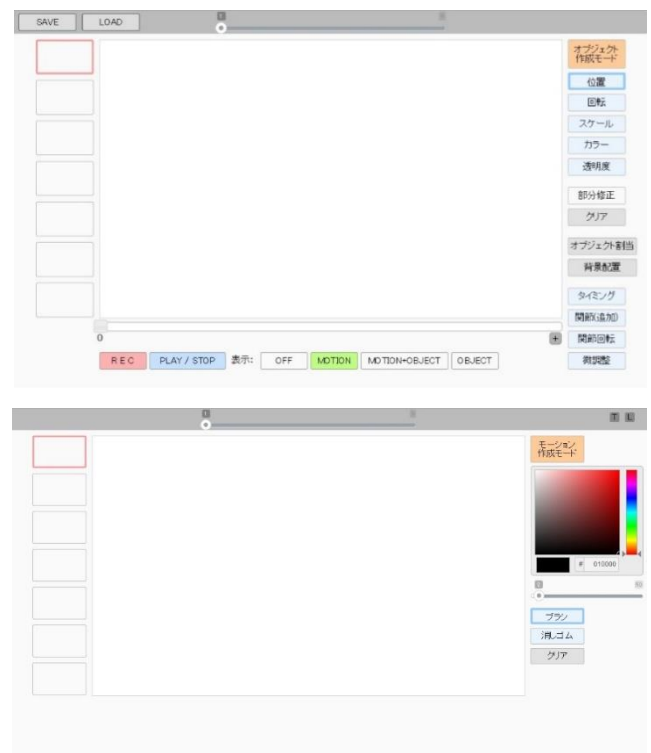 SAVE
LOAD
オブジェクト
作成モード
位置
回転
スケール
カラー
透明度
部分修正
クリア
オブジェクト割当
背景配置
タイミング
関節(追加)
関節回転
微調整
0
+
REC
PLAY / STOP
表示:
OFF
MOTION
MOTION+OBJECT
OBJECT
モーション
作成モード
# 010000
ブラシ
消しゴム
クリア